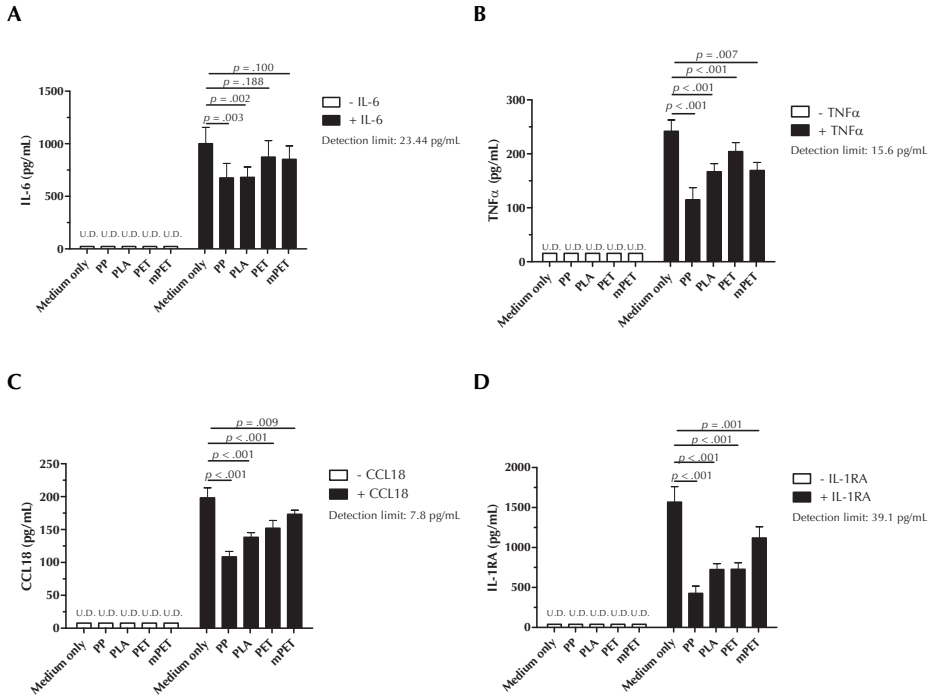 A
p = .100
p = .188
p = .002
p = .003
1500
1000
500
0
IL-6 (pg/mL)
- IL-6
+ IL-6
Detection limit: 23.44 pg/mL
U.D. U.D. U.D. U.D. U.D.
Medium only PP PLA PET mPET Medium only PP PLA PET mPET
B
p = .007
p < .001
p < .001
p < .001
300
200
100
0
TNFα (pg/mL)
- TNFα
+ TNFα
Detection limit: 15.6 pg/mL
U.D. U.D. U.D. U.D. U.D.
Medium only PP PLA PET mPET Medium only PP PLA PET mPET
C
p = .009
p < .001
p < .001
p < .001
250
200
150
100
50
0
CCL18 (pg/mL)
- CCL18
+ CCL18
Detection limit: 7.8 pg/mL
U.D. U.D. U.D. U.D. U.D.
Medium only PP PLA PET mPET Medium only PP PLA PET mPET
D
p = .001
p < .001
p < .001
p < .001
2000
1500
1000
500
0
IL-1RA (pg/mL)
- IL-1RA
+ IL-1RA
Detection limit: 39.1 pg/mL
U.D. U.D. U.D. U.D. U.D.
Medium only PP PLA PET mPET Medium only PP PLA PET mPET